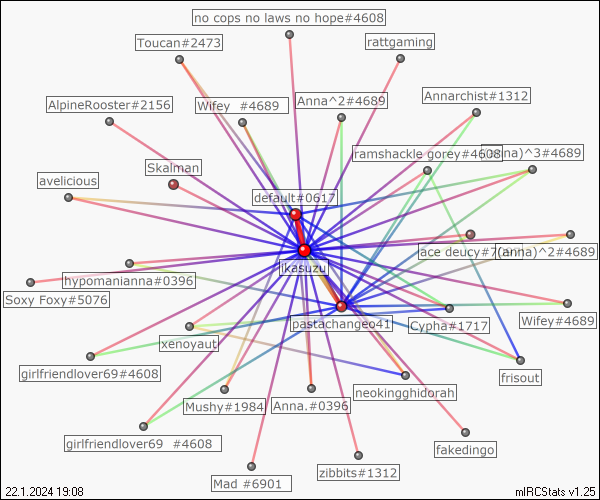 no cops no laws no hope#4608
Toucan#2473
rattgaming
Annarchist#1312
AlpineRooster#2156
Wifey #4689
Anna^2#4689
ramshackle gorey#4608
nna)^3#4689
Skalman
avelicious
default#0617
ace deucy#7
(anna)^2#4689
ikasuzu
hypomanianna#0396
Soxy Foxy#5076
Wifey#4689
pastachangeo41
Cypha#1717
xenoyaut
girlfriendlover69#4608
frisout
neokingghidorah
Mushy#1984
Anna.#0396
girlfriendlover69 #4608
fakedingo
zibbits#1312
Mad #6901
22.1.2024 19:08
mIRCStats v1.25